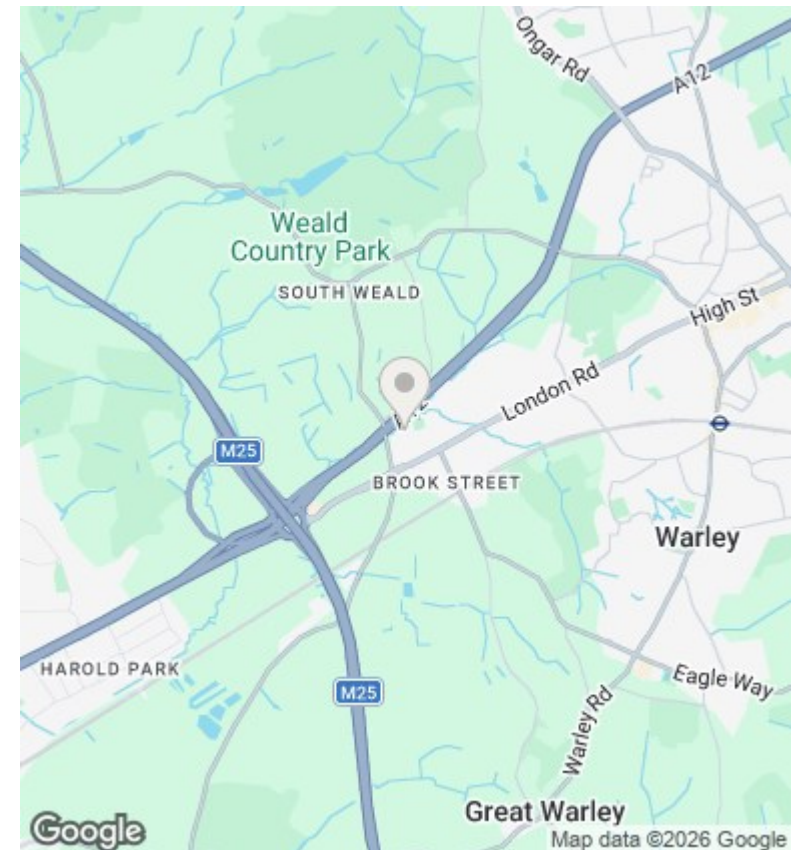 Ongar Rd
A12
Weald
Country Park
SOUTH WEALD
High St
London Rd
M25
BROOK STREET
Warley
HAROLD PARK
M25
Eagle Way
Warley Rd
Great Warley
Google
Map data ©2026 Google